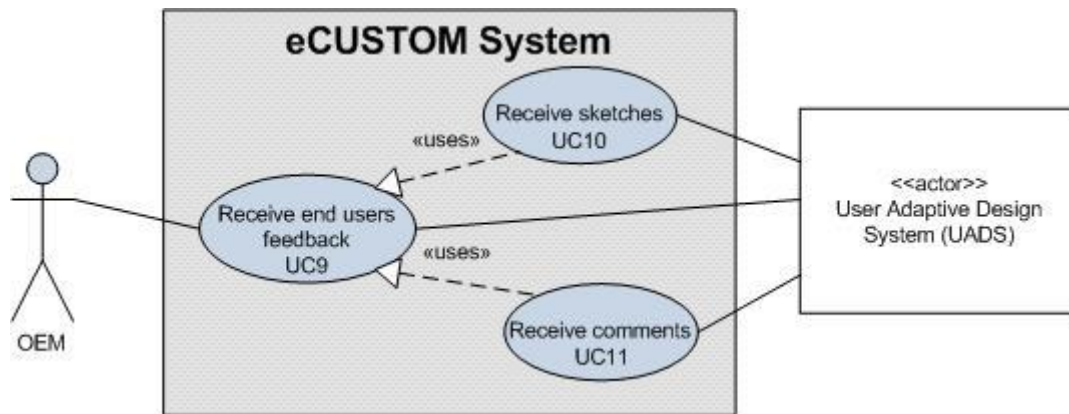 eCUSTOM System
Receive sketches
UC10
«uses»
<<actor>>
User Adaptive Design
System (UADS)
Receive end users
feedback
UC9
«uses»
Receive comments
UC11
OEM